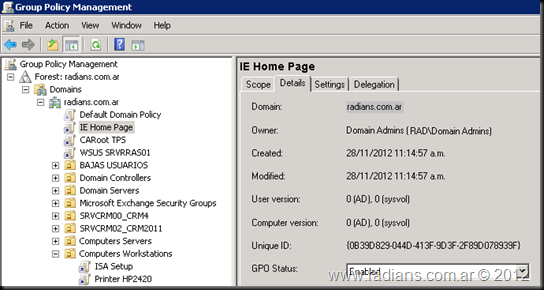 Group Policy Management
File Action View Window Help
Group Policy Management
Forest: radians.com.ar
Domains
radians.com.ar
Default Domain Policy
IE Home Page
CARoot TPS
WSUS SRVRRAS01
BAJAS USUARIOS
Domain Controllers
Domain Servers
Microsoft Exchange Security Groups
SRVCRM00_CRM4
SRVCRM02_CRM2011
Computers Servers
Computers Workstations
ISA Setup
Printer HP2420
IE Home Page
Scope Details Settings Delegation
Domain: radians.com.ar
Owner: Domain Admins (RAD\Domain Admins)
Created: 28/11/2012 11:14:57 a.m.
Modified: 28/11/2012 11:14:57 a.m.
User version: 0 (AD), 0 (sysvol)
Computer version: 0 (AD), 0 (sysvol)
Unique ID: {0B39D829-044D-413F-9D3F-2F89D078939F}
GPO Status: Enabled
www.radians.com.ar © 2012